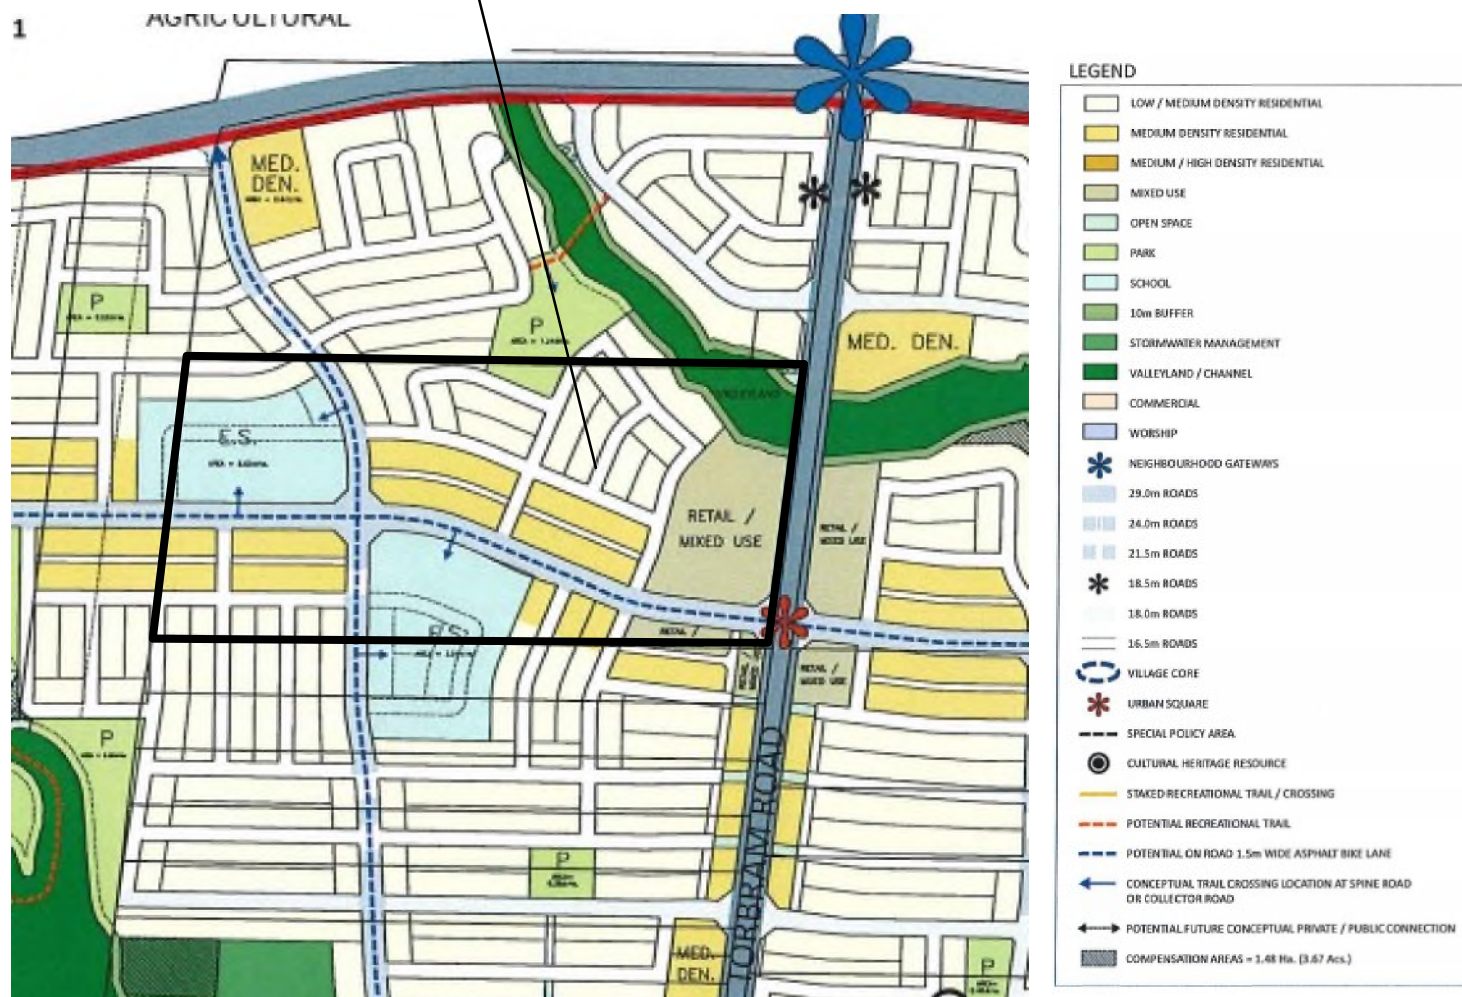 1
AGRICULTURAL
MED.
DEN.
P
P
MED. DEN.
E.S.
RETAIL /
MIXED USE
RETAIL /
MIXED USE
RETAIL /
RETAIL /
MIXED USE
P
P
TORBRAM ROAD
MED.
DEN.
P
LEGEND
LOW / MEDIUM DENSITY RESIDENTIAL
MEDIUM DENSITY RESIDENTIAL
MEDIUM / HIGH DENSITY RESIDENTIAL
MIXED USE
OPEN SPACE
PARK
SCHOOL
10m BUFFER
STORMWATER MANAGEMENT
VALLEYLAND / CHANNEL
COMMERCIAL
WORSHIP
NEIGHBOURHOOD GATEWAYS
29.0m ROADS
24.0m ROADS
21.5m ROADS
18.5m ROADS
18.0m ROADS
16.5m ROADS
VILLAGE CORE
URBAN SQUARE
SPECIAL POLICY AREA
CULTURAL HERITAGE RESOURCE
STAKED RECREATIONAL TRAIL / CROSSING
POTENTIAL RECREATIONAL TRAIL
POTENTIAL ON ROAD 1.5m WIDE ASPHALT BIKE LANE
CONCEPTUAL TRAIL CROSSING LOCATION AT SPINE ROAD
OR COLLECTOR ROAD
POTENTIAL FUTURE CONCEPTUAL PRIVATE / PUBLIC CONNECTION
COMPENSATION AREAS = 1.48 Ha. (3.67 Acs.)